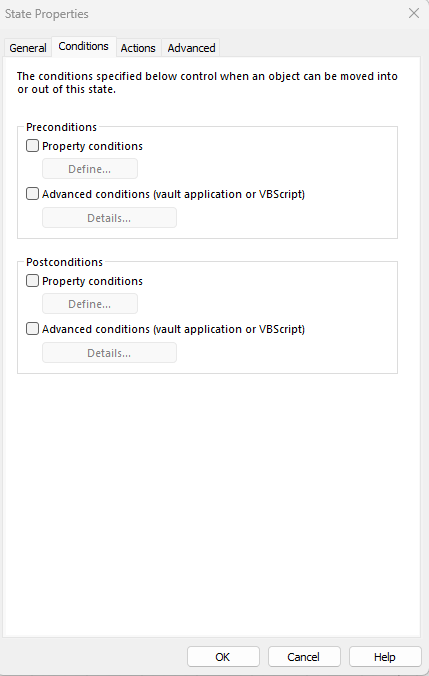 State Properties
General Conditions Actions Advanced
The conditions specified below control when an object can be moved into
or out of this state.
Preconditions
Property conditions
Define...
Advanced conditions (vault application or VBScript)
Details...
Postconditions
Property conditions
Define...
Advanced conditions (vault application or VBScript)
Details...
OK Cancel Help